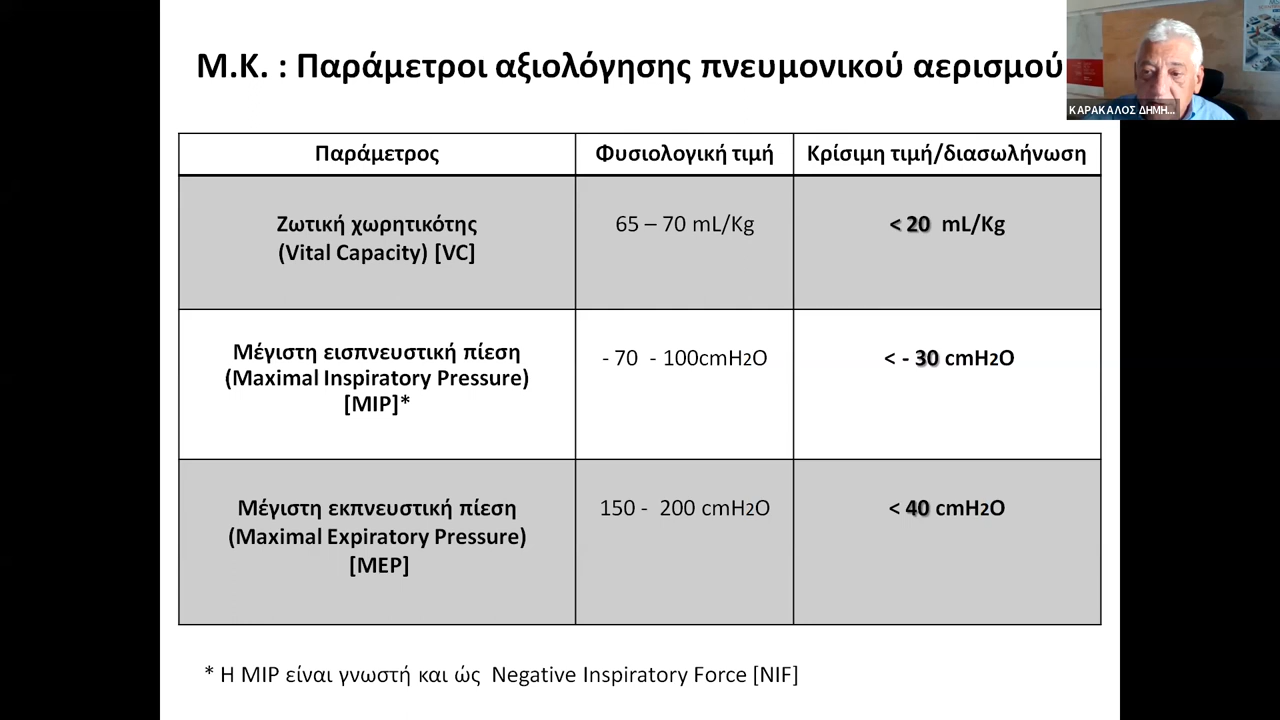 Μ.Κ. : Παράμετροι αξιολόγησης πνευμονικού αερισμού
ΚΑΡΑΚΑΛΟΣ ΔΗΜΗ...
Παράμετρος
Φυσιολογική τιμή
Κρίσιμη τιμή/διασωλήνωση
Ζωτική χωρητικότης
(Vital Capacity) [VC]
65 – 70 mL/Kg
< 20 mL/Kg
Μέγιστη εισπνευστική πίεση
(Maximal Inspiratory Pressure)
[MIP]*
- 70 - 100cmH2O
< - 30 cmH2O
Μέγιστη εκπνευστική πίεση
(Maximal Expiratory Pressure)
[MEP]
150 - 200 cmH2O
< 40 cmH2O
* Η MIP είναι γνωστή και ώς Negative Inspiratory Force [NIF]